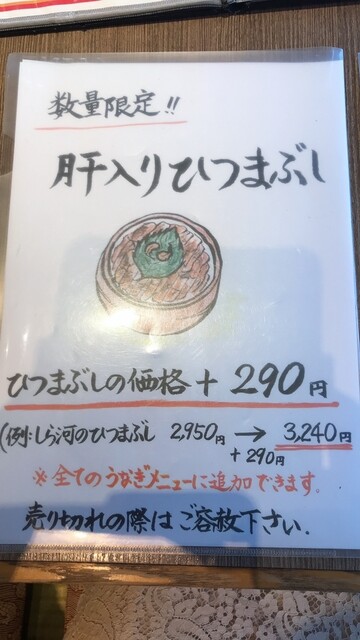 数量限定!!
肝入りひつまぶし
ひつまぶしの価格+290円
(例:しら河のひつまぶし 2,950円→3,240円
+290円
※全てのうなぎメニューに追加できます。
売り切れの際はご容赦下さい.